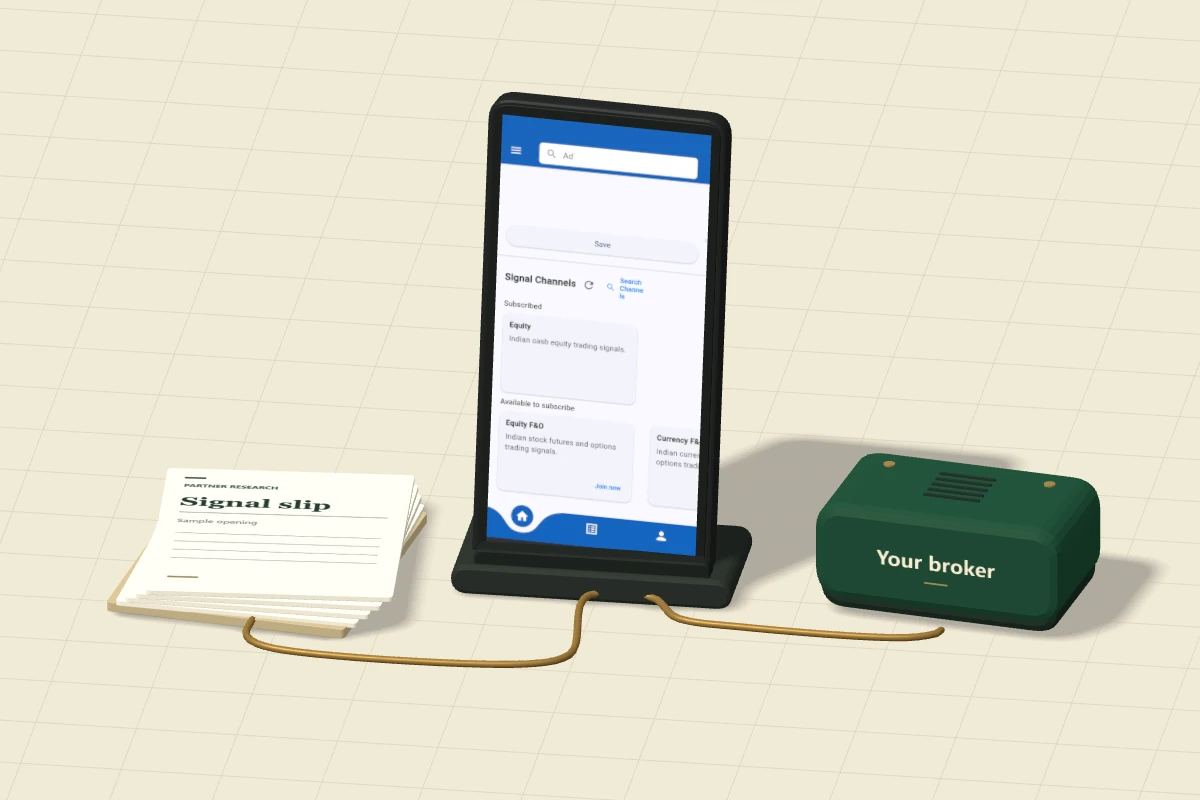 PARTNER RESEARCH
Signal slip
Sample opening
Ad
Save
Signal Channels
Search
Channe
ls
Subscribed
Equity
Indian cash equity trading signals.
Available to subscribe
Equity F&O
Indian stock futures and options
trading signals.
Join now
Currency F&
Indian
options
Your broker